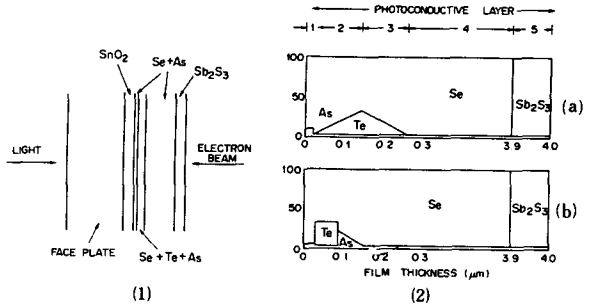 SnO2
Se+As
Sb2S3
LIGHT
ELECTRON
BEAM
FACE PLATE
Se+Te+As
(1)
PHOTOCONDUCTIVE LAYER
1 2 3 4 5
100
50
0
As
Te
Se
Sb2S3
(a)
0 0.1 0.2 0.3 3.9 4.0
100
50
0
Te
As
Se
Sb2S3
(b)
0 0.1 0.2 0.3 3.9 4.0
FILM THICKNESS (μm)
(2)